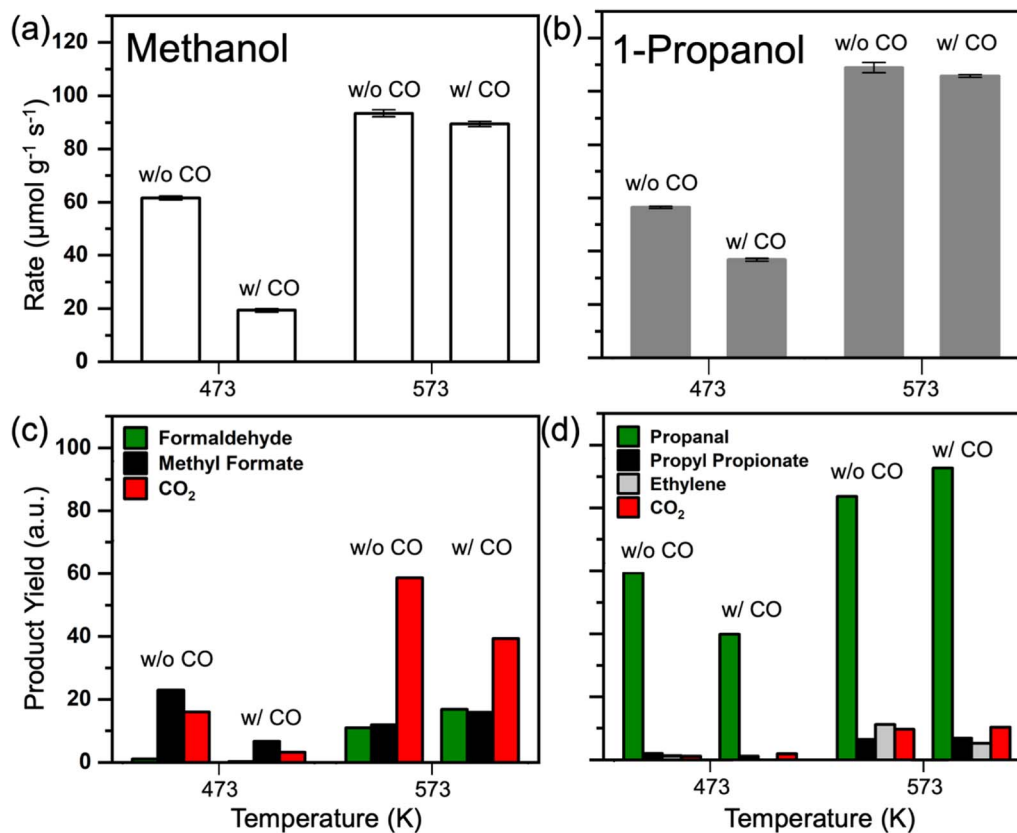 (a)
Methanol
Rate (μmol g⁻¹ s⁻¹)
120
100
80
60
40
20
0
w/o CO
w/ CO
w/o CO
w/ CO
473
573
(b)
1-Propanol
w/o CO
w/ CO
w/o CO
w/ CO
473
573
(c)
Formaldehyde
Methyl Formate
CO₂
Product Yield (a.u.)
100
80
60
40
20
0
w/o CO
w/ CO
w/o CO
w/ CO
473
573
Temperature (K)
(d)
Propanal
Propyl Propionate
Ethylene
CO₂
w/o CO
w/ CO
w/o CO
w/ CO
473
573
Temperature (K)